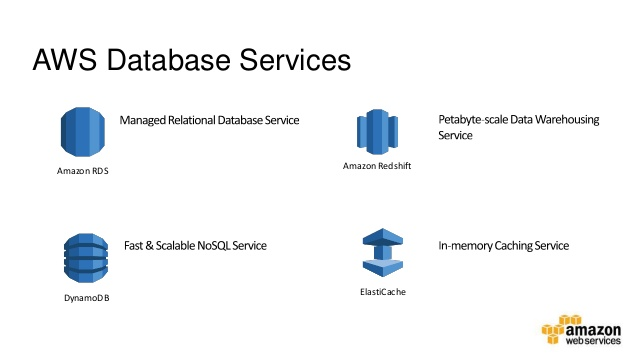 AWS Database Services
Managed Relational Database Service
Amazon RDS
Petabyte-scale Data Warehousing
Service
Amazon Redshift
Fast & Scalable NoSQL Service
DynamoDB
In-memory Caching Service
ElastiCache
amazon
web services